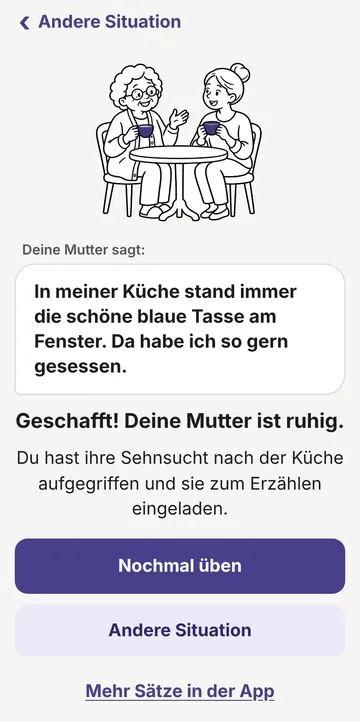 Andere Situation
Deine Mutter sagt:
In meiner Küche stand immer
die schöne blaue Tasse am
Fenster. Da habe ich so gern
gesessen.
Geschafft! Deine Mutter ist ruhig.
Du hast ihre Sehnsucht nach der Küche
aufgegriffen und sie zum Erzählen
eingeladen.
Nochmal üben
Andere Situation
Mehr Sätze in der App